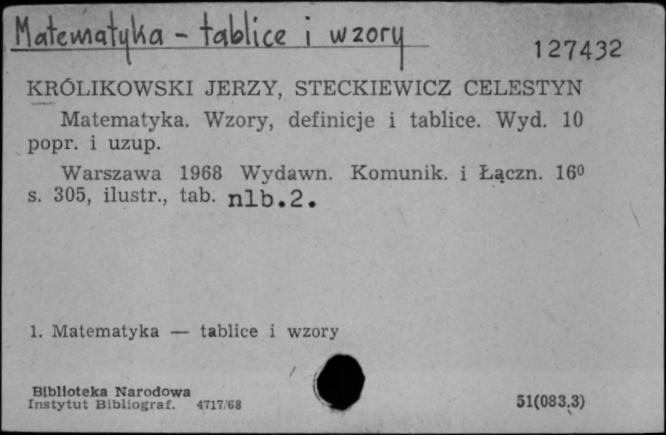 Matematyka - tablice i wzory
127432
KRÓLIKOWSKI JERZY, STECKIEWICZ CELESTYN
Matematyka. Wzory, definicje i tablice. Wyd. 10
popr. i uzup.
Warszawa 1968 Wydawn. Komunik. i Łączn. 16⁰
s. 305, ilustr., tab. nlb.2.
1. Matematyka — tablice i wzory
Biblioteka Narodowa
Instytut Bibliograf. 4717/68
51(083.3)